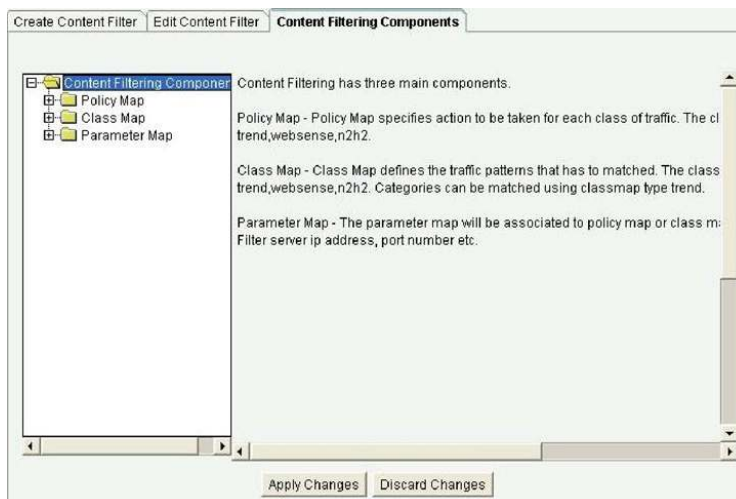 Create Content Filter Edit Content Filter Content Filtering Components
Content Filtering Componer
Policy Map
Class Map
Parameter Map
Content Filtering has three main components.
Policy Map - Policy Map specifies action to be taken for each class of traffic. The cl
trend,websense,n2h2.
Class Map - Class Map defines the traffic patterns that has to matched. The class
trend,websense,n2h2. Categories can be matched using classmap type trend.
Parameter Map - The parameter map will be associated to policy map or class m
Filter server ip address, port number etc.
Apply Changes Discard Changes